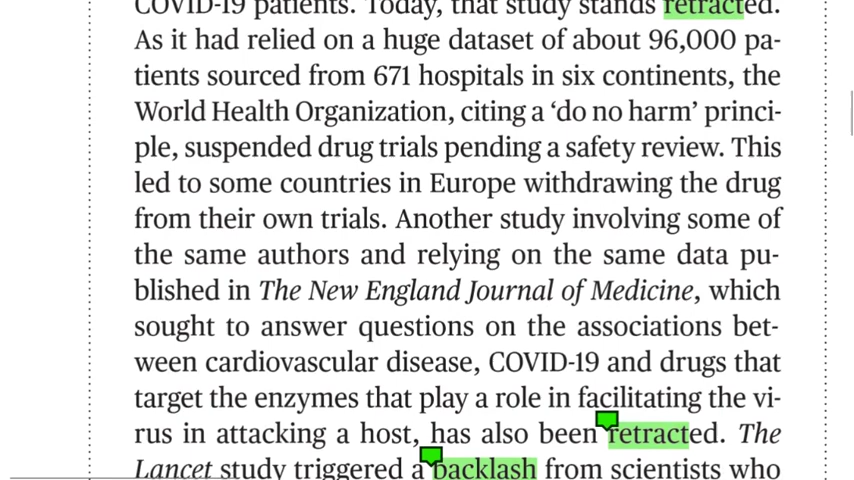 COVID-19 patients. Today, that study stands retracted.
As it had relied on a huge dataset of about 96,000 pa-
tients sourced from 671 hospitals in six continents, the
World Health Organization, citing a ‘do no harm’ princi-
ple, suspended drug trials pending a safety review. This
led to some countries in Europe withdrawing the drug
from their own trials. Another study involving some of
the same authors and relying on the same data pu-
blished in The New England Journal of Medicine, which
sought to answer questions on the associations bet-
ween cardiovascular disease, COVID-19 and drugs that
target the enzymes that play a role in facilitating the vi-
rus in attacking a host, has also been retracted. The
Lancet study triggered a backlash from scientists who